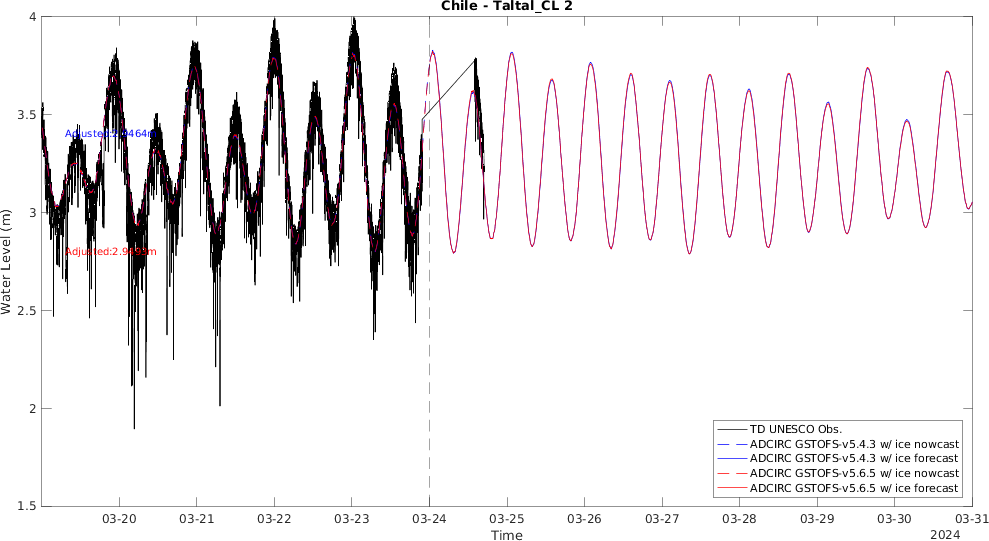 Chile - Taltal_CL 2
Water Level (m)
4
3.5
3
2.5
2
1.5
03-20
03-21
03-22
03-23
03-24
03-25
03-26
03-27
03-28
03-29
03-30
03-31
Time
2024
TD UNESCO Obs.
ADCIRC GSTOFS-v5.4.3 w/ ice nowcast
ADCIRC GSTOFS-v5.4.3 w/ ice forecast
ADCIRC GSTOFS-v5.6.5 w/ ice nowcast
ADCIRC GSTOFS-v5.6.5 w/ ice forecast